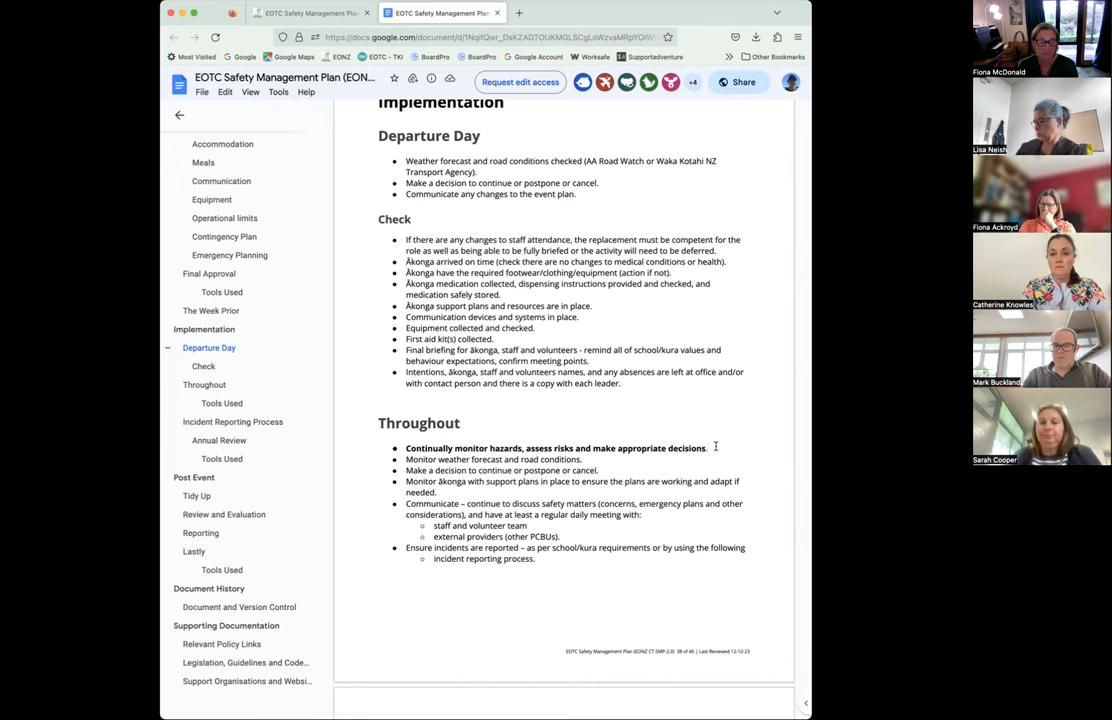 EOTC Safety Management Plan
EOTC Safety Management Plan
Most Visited
Google
Google Maps
EONZ
EOTC - TKI
BoardPro
BoardPro
Google Account
Worksafe
Supportadventure
Other Bookmarks
EOTC Safety Management Plan (EON...
File Edit View Tools Help
Request edit access
+4
Share
Accommodation
Meals
Communication
Equipment
Operational limits
Contingency Plan
Emergency Planning
Final Approval
Tools Used
The Week Prior
Implementation
Departure Day
Check
Throughout
Tools Used
Incident Reporting Process
Annual Review
Tools Used
Post Event
Tidy Up
Review and Evaluation
Reporting
Lastly
Tools Used
Document History
Document and Version Control
Supporting Documentation
Relevant Policy Links
Legislation, Guidelines and Code...
Support Organisations and Websi...
Implementation
Departure Day
● Weather forecast and road conditions checked (AA Road Watch or Waka Kotahi NZ
Transport Agency).
● Make a decision to continue or postpone or cancel.
● Communicate any changes to the event plan.
Check
● If there are any changes to staff attendance, the replacement must be competent for the
role as well as being able to be fully briefed or the activity will need to be deferred.
● Ākonga arrived on time (check there are no changes to medical conditions or health).
● Ākonga have the required footwear/clothing/equipment (action if not).
● Ākonga medication collected, dispensing instructions provided and checked, and
medication safely stored.
● Ākonga support plans and resources are in place.
● Communication devices and systems in place.
● Equipment collected and checked.
● First aid kit(s) collected.
● Final briefing for ākonga, staff and volunteers - remind all of school/kura values and
behaviour expectations, confirm meeting points.
● Intentions, ākonga, staff and volunteers names, and any absences are left at office and/or
with contact person and there is a copy with each leader.
Throughout
● Continually monitor hazards, assess risks and make appropriate decisions.
● Monitor weather forecast and road conditions.
● Make a decision to continue or postpone or cancel.
● Monitor ākonga with support plans in place to ensure the plans are working and adapt if
needed.
● Communicate – continue to discuss safety matters (concerns, emergency plans and other
considerations), and have at least a regular daily meeting with:
○ staff and volunteer team
○ external providers (other PCBUs).
● Ensure incidents are reported – as per school/kura requirements or by using the following
○ incident reporting process.
EOTC Safety Management Plan (EONZ CT-SMP-2.0) 38 of 45 | Last Reviewed 12-12-23
Fiona McDonald
Lisa Neish
Fiona Ackroyd
Catherine Knowles
Mark Buckland
Sarah Cooper